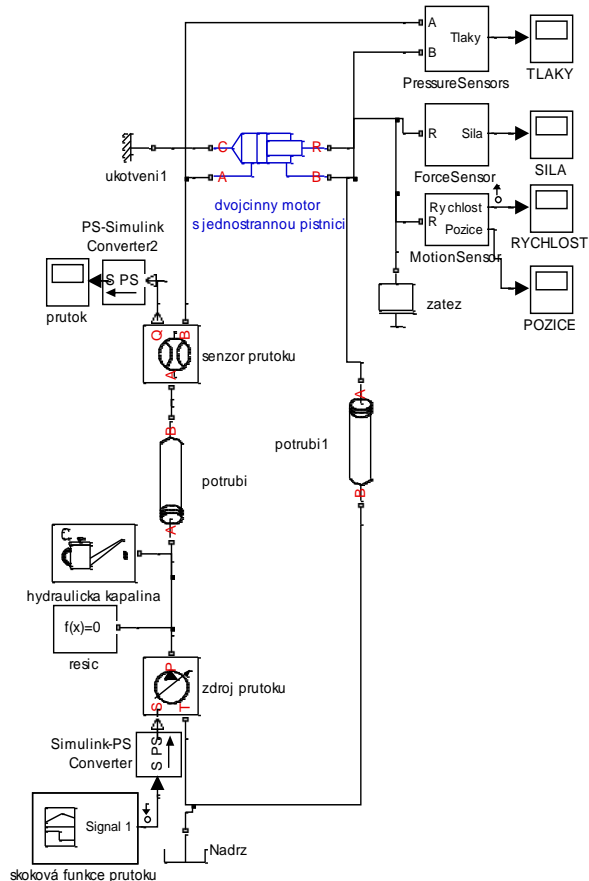 A
B
Tlaky
PressureSensors
TLAKY
C
R
A
B
ukotveni1
dvojcinny motor
s jednostrannou pistnici
R
Sila
ForceSensor
SILA
Rychlost
R
Pozice
MotionSensor
RYCHLOST
POZICE
zatez
PS-Simulink
Converter2
S PS
prutok
Q
B
A
senzor prutoku
B
A
potrubi
A
B
potrubi1
C
hydraulicka kapalina
f(x)=0
resic
P
S
T
zdroj prutoku
Simulink-PS
Converter
S PS
Signal 1
skoková funkce prutoku
Nadrz